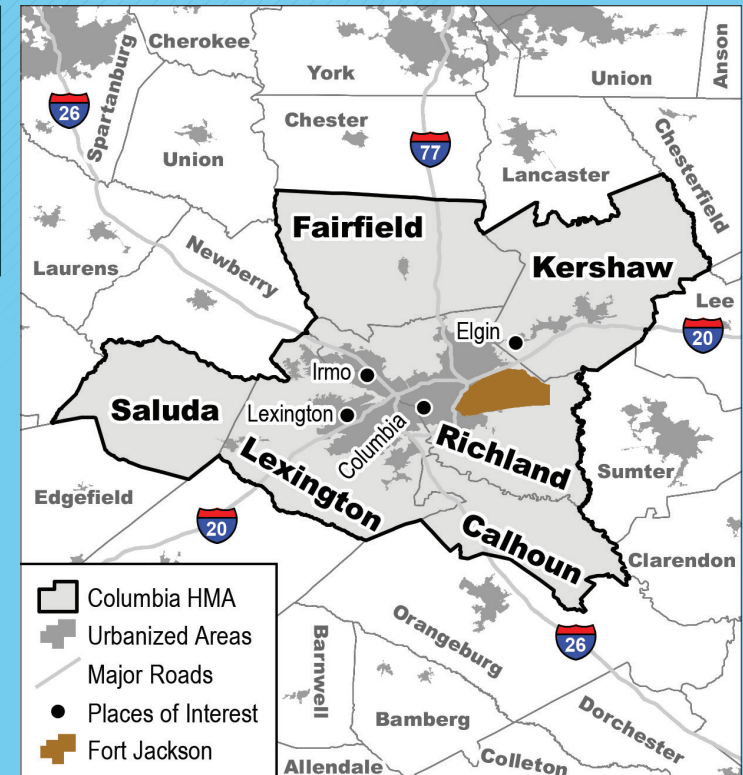 Cherokee
York
Union
Anson
26
Spartanburg
Union
Chester
77
Lancaster
Chesterfield
Fairfield
Kershaw
Newberry
Laurens
Lee
20
Elgin
Irmo
Saluda
Lexington
Columbia
Richland
Sumter
Lexington
Edgefield
20
Calhoun
Clarendon
Orangeburg
26
Barnwell
Bamberg
Dorchester
Allendale
Colleton
Columbia HMA
Urbanized Areas
Major Roads
Places of Interest
Fort Jackson